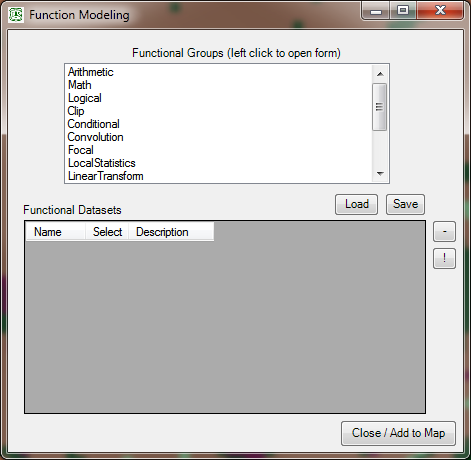 Function Modeling
Functional Groups (left click to open form)
Arithmetic
Math
Logical
Clip
Conditional
Convolution
Focal
LocalStatistics
LinearTransform
Load Save
Functional Datasets
Name Select Description
-
!
Close / Add to Map